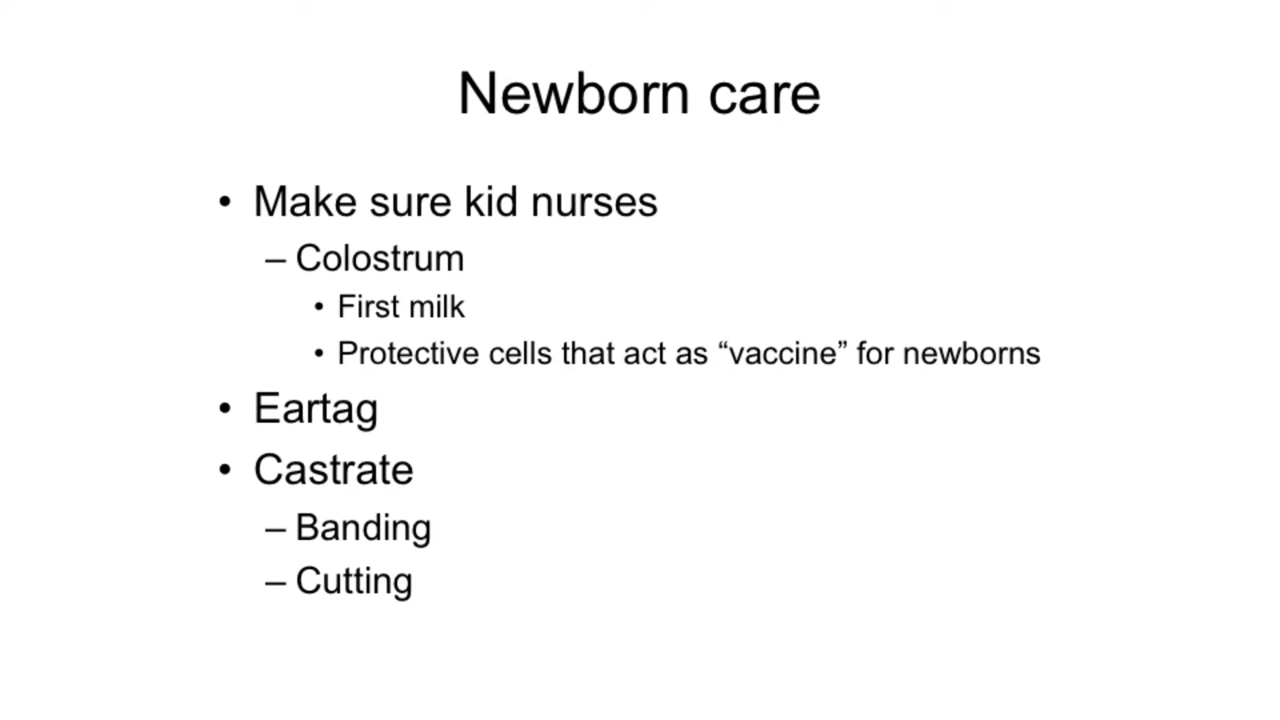 Newborn care
• Make sure kid nurses
– Colostrum
• First milk
• Protective cells that act as “vaccine” for newborns
• Eartag
• Castrate
– Banding
– Cutting